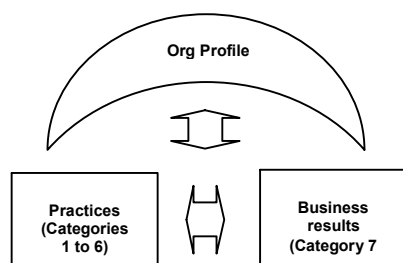 Org Profile
Practices
(Categories
1 to 6)
Business
results
(Category 7